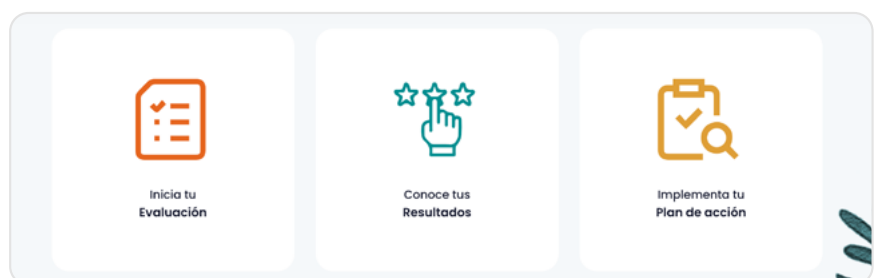 Inicia tu
Evaluación
Conoce tus
Resultados
Implementa tu
Plan de acción